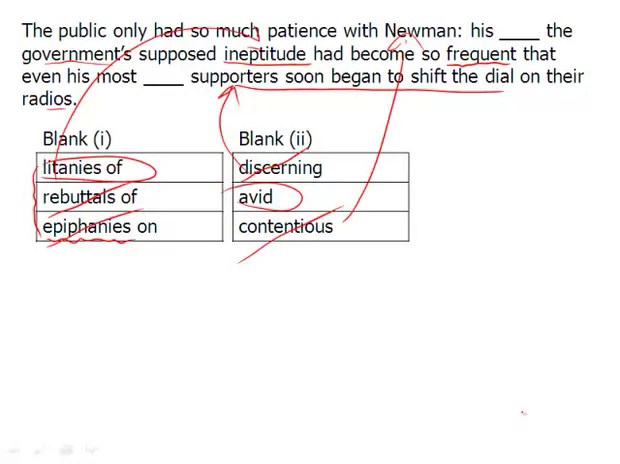 The public only had so much patience with Newman: his ____ the
government's supposed ineptitude had become so frequent that
even his most ____ supporters soon began to shift the dial on their
radios.
Blank (i) Blank (ii)
litanies of discerning
rebuttals of avid
epiphanies on contentious